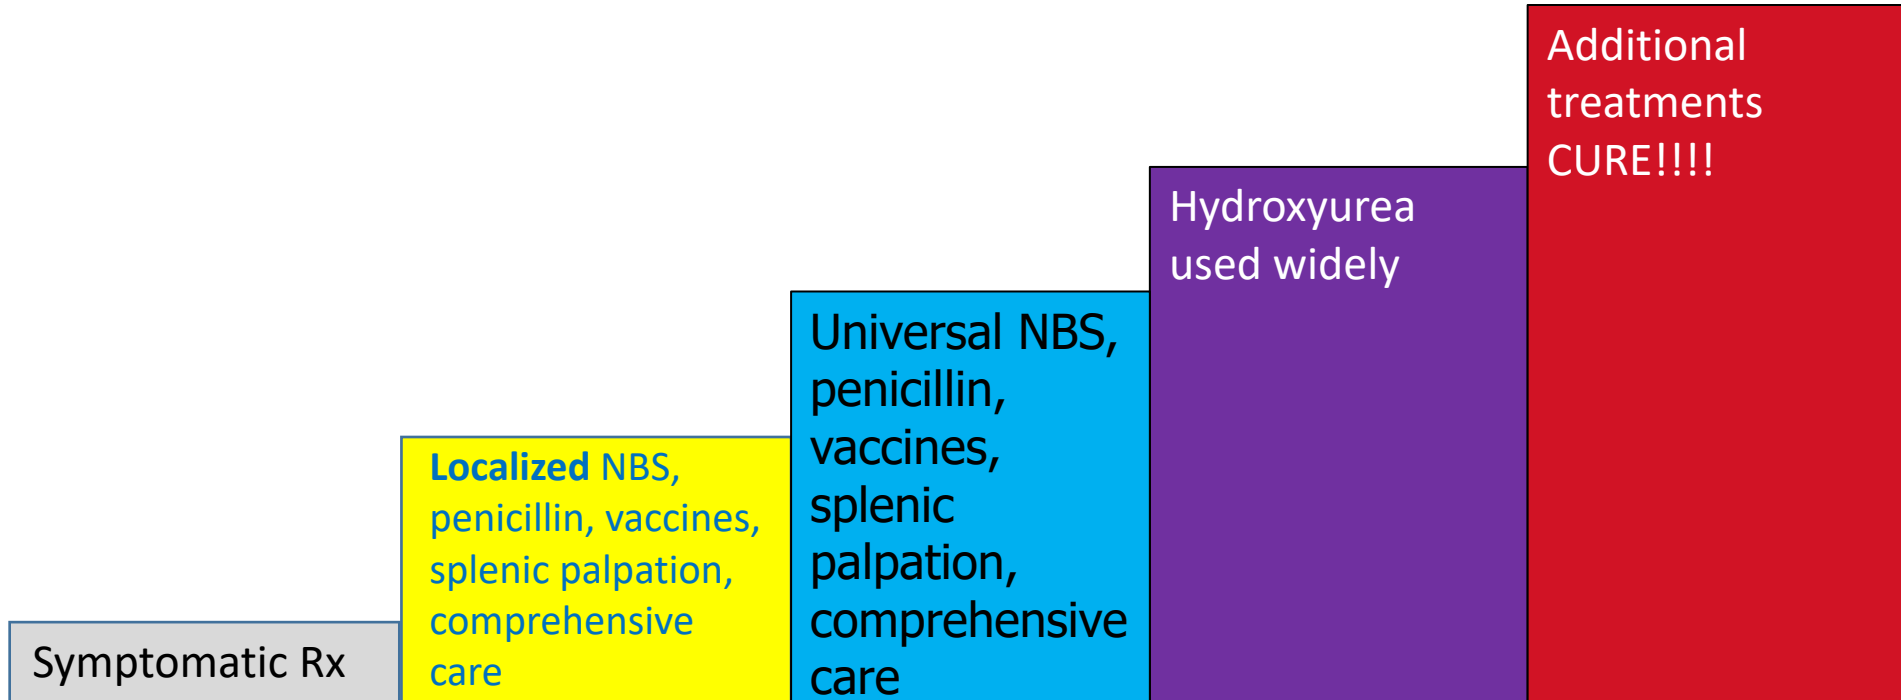 Symptomatic Rx
Localized NBS,
penicillin, vaccines,
splenic palpation,
comprehensive
care
Universal NBS,
penicillin,
vaccines,
splenic
palpation,
comprehensive
care
Hydroxyurea
used widely
Additional
treatments
CURE!!!!